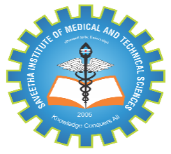 SAVEETHA INSTITUTE OF MEDICAL AND TECHNICAL SCIENCES
2005
Knowledge Conquers All